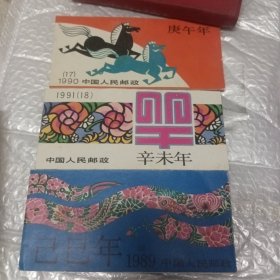 庚午年
(17)
1990 中国人民邮政
1991(18)
中国人民邮政
辛未年
己巳年 1989 中国人民邮政